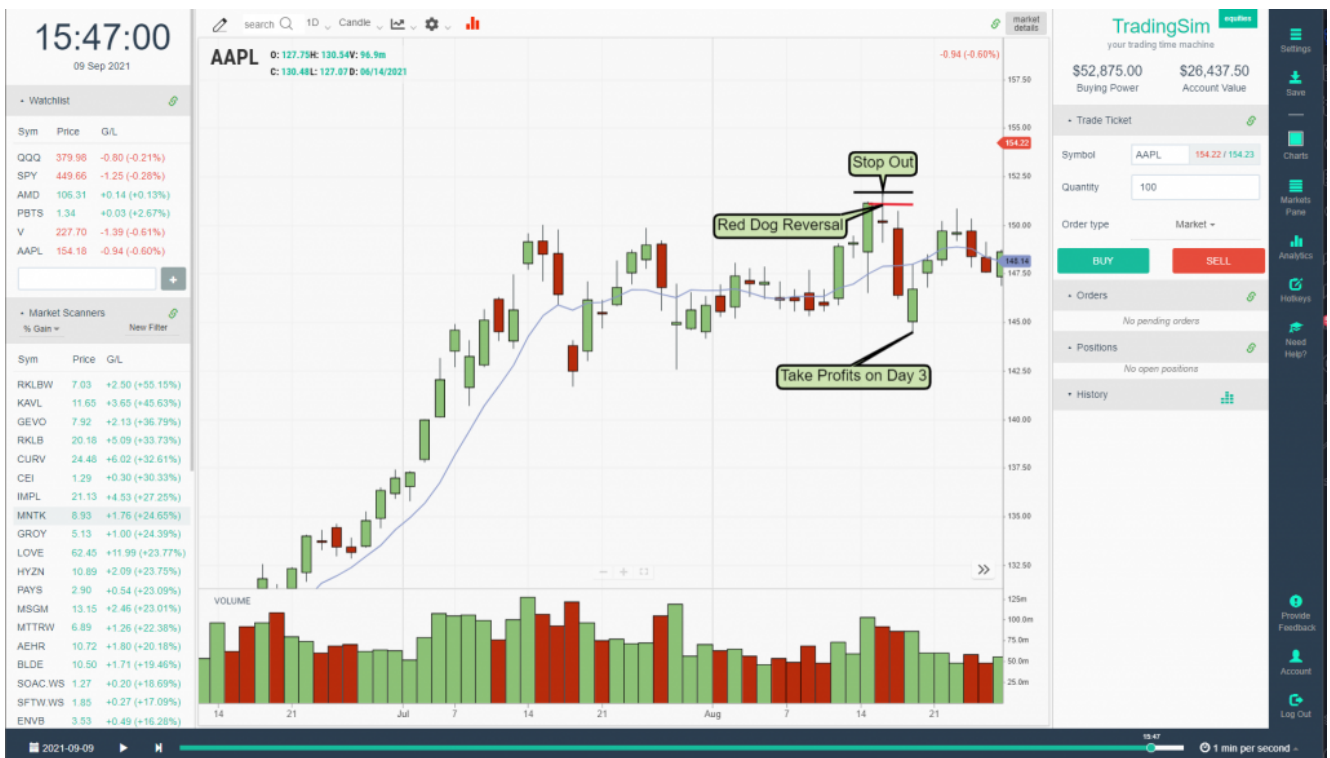 15:47:00
09 Sep 2021
Watchlist
Sym Price G/L
QQQ 379.98 -0.80 (-0.21%)
SPY 449.66 -1.25 (-0.28%)
AMD 106.31 +0.14 (+0.13%)
PBTS 1.34 +0.03 (+2.67%)
V 227.70 -1.39 (-0.61%)
AAPL 154.18 -0.94 (-0.60%)
+
Market Scanners
% Gain New Filter
Sym Price G/L
RKLBW 7.03 +2.50 (+55.15%)
KAVL 11.65 +3.65 (+45.63%)
GEVO 7.92 +2.13 (+36.79%)
RKLB 20.18 +5.09 (+33.73%)
CURV 24.48 +6.02 (+32.61%)
CEI 1.29 +0.30 (+30.33%)
IMPL 21.13 +4.53 (+27.25%)
MNTK 8.93 +1.76 (+24.65%)
GROY 5.13 +1.00 (+24.39%)
LOVE 62.45 +11.99 (+23.77%)
HYZN 10.89 +2.09 (+23.75%)
PAYS 2.90 +0.54 (+23.09%)
MSGM 13.15 +2.46 (+23.01%)
MTTRW 6.89 +1.26 (+22.38%)
AEHR 10.72 +1.80 (+20.18%)
BLDE 10.50 +1.71 (+19.46%)
SOAC.WS 1.27 +0.20 (+18.69%)
SFTW.WS 1.85 +0.27 (+17.09%)
ENVB 3.53 +0.49 (+16.28%)
search 1D Candle
market
details
AAPL
O: 127.75H: 130.54V: 96.9m
C: 130.48L: 127.07D: 06/14/2021
-0.94 (-0.60%)
Stop Out
Red Dog Reversal
Take Profits on Day 3
157.50
155.00
154.22
152.50
150.00
148.14
147.50
145.00
142.50
140.00
137.50
135.00
132.50
VOLUME
125m
100.0m
75.0m
50.0m
25.0m
14 21 Jul 7 14 21 Aug 7 14 21
TradingSim equities
your trading time machine
$52,875.00 $26,437.50
Buying Power Account Value
Trade Ticket
Symbol AAPL 154.22 / 154.23
Quantity 100
Order type Market
BUY SELL
Orders
No pending orders
Positions
No open positions
History
Settings
Save
Charts
Markets
Pane
Analytics
Hotkeys
Need
Help?
Provide
Feedback
Account
Log Out
2021-09-09
15:47
1 min per second